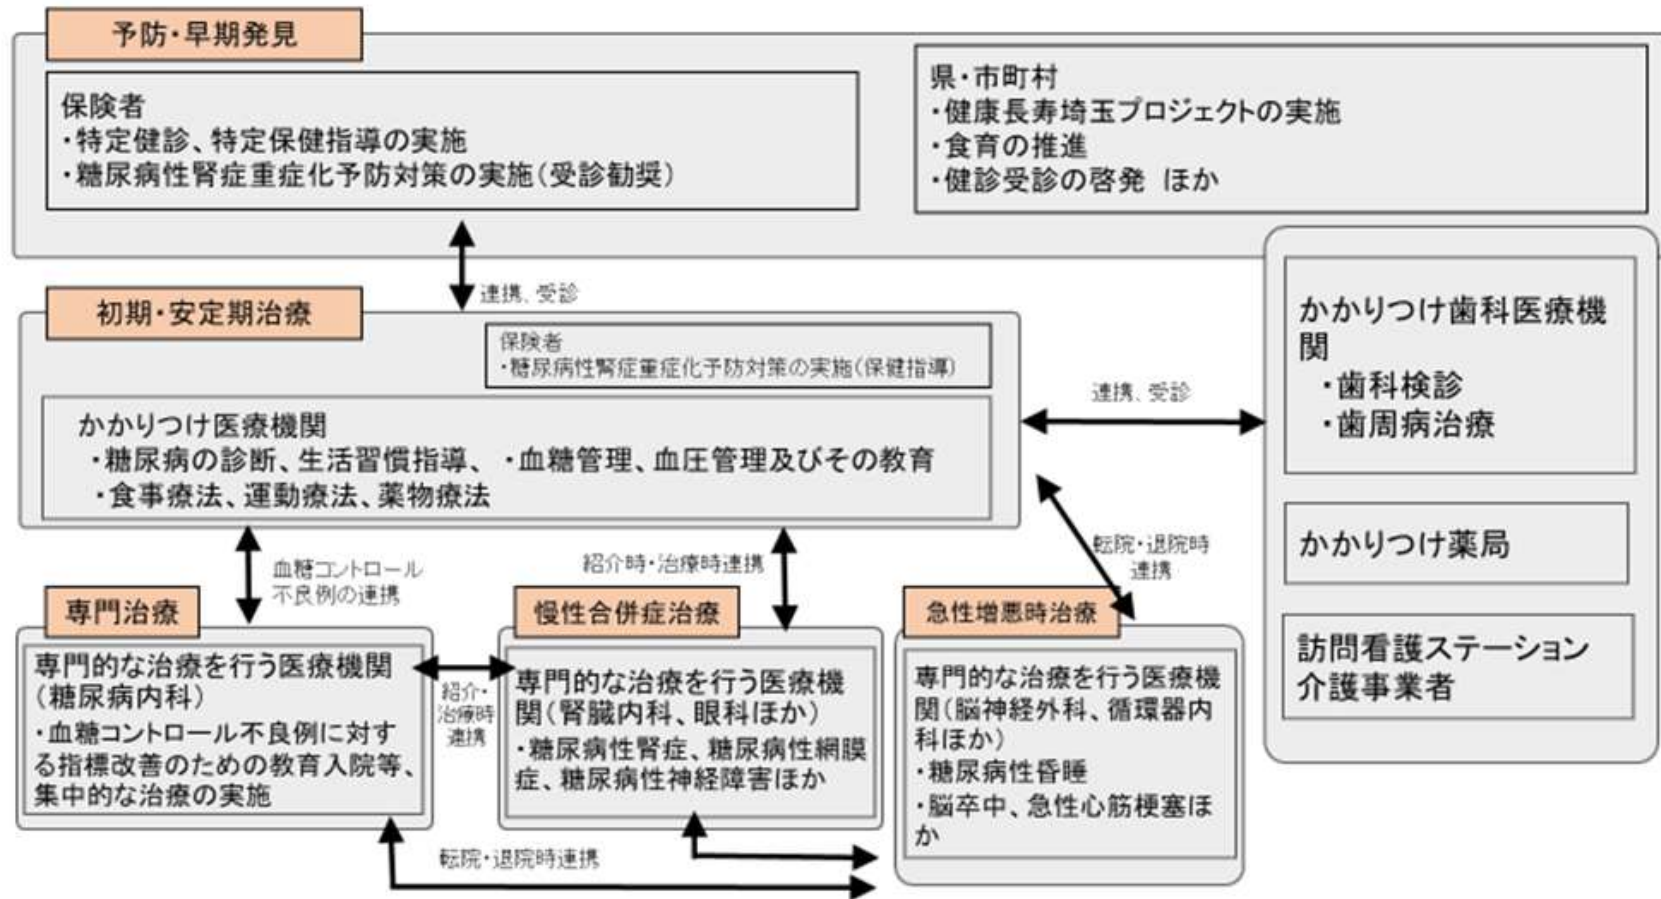 予防・早期発見
保険者
・特定健診、特定保健指導の実施
・糖尿病性腎症重症化予防対策の実施(受診勧奨)
県・市町村
・健康長寿埼玉プロジェクトの実施
・食育の推進
・健診受診の啓発 ほか
連携、受診
初期・安定期治療
保険者
・糖尿病性腎症重症化予防対策の実施(保健指導)
かかりつけ医療機関
・糖尿病の診断、生活習慣指導、 ・血糖管理、血圧管理及びその教育
・食事療法、運動療法、薬物療法
連携、受診
かかりつけ歯科医療機
関
・歯科検診
・歯周病治療
かかりつけ薬局
訪問看護ステーション
介護事業者
血糖コントロール
不良例の連携
紹介時・治療時連携
転院・退院時
連携
専門治療
専門的な治療を行う医療機関
(糖尿病内科)
・血糖コントロール不良例に対す
る指標改善のための教育入院等、
集中的な治療の実施
紹介・
治療時
連携
慢性合併症治療
専門的な治療を行う医療機
関(腎臓内科、眼科ほか)
・糖尿病性腎症、糖尿病性網膜
症、糖尿病性神経障害ほか
急性増悪時治療
専門的な治療を行う医療機
関(脳神経外科、循環器内
科ほか)
・糖尿病性昏睡
・脳卒中、急性心筋梗塞ほ
か
転院・退院時連携